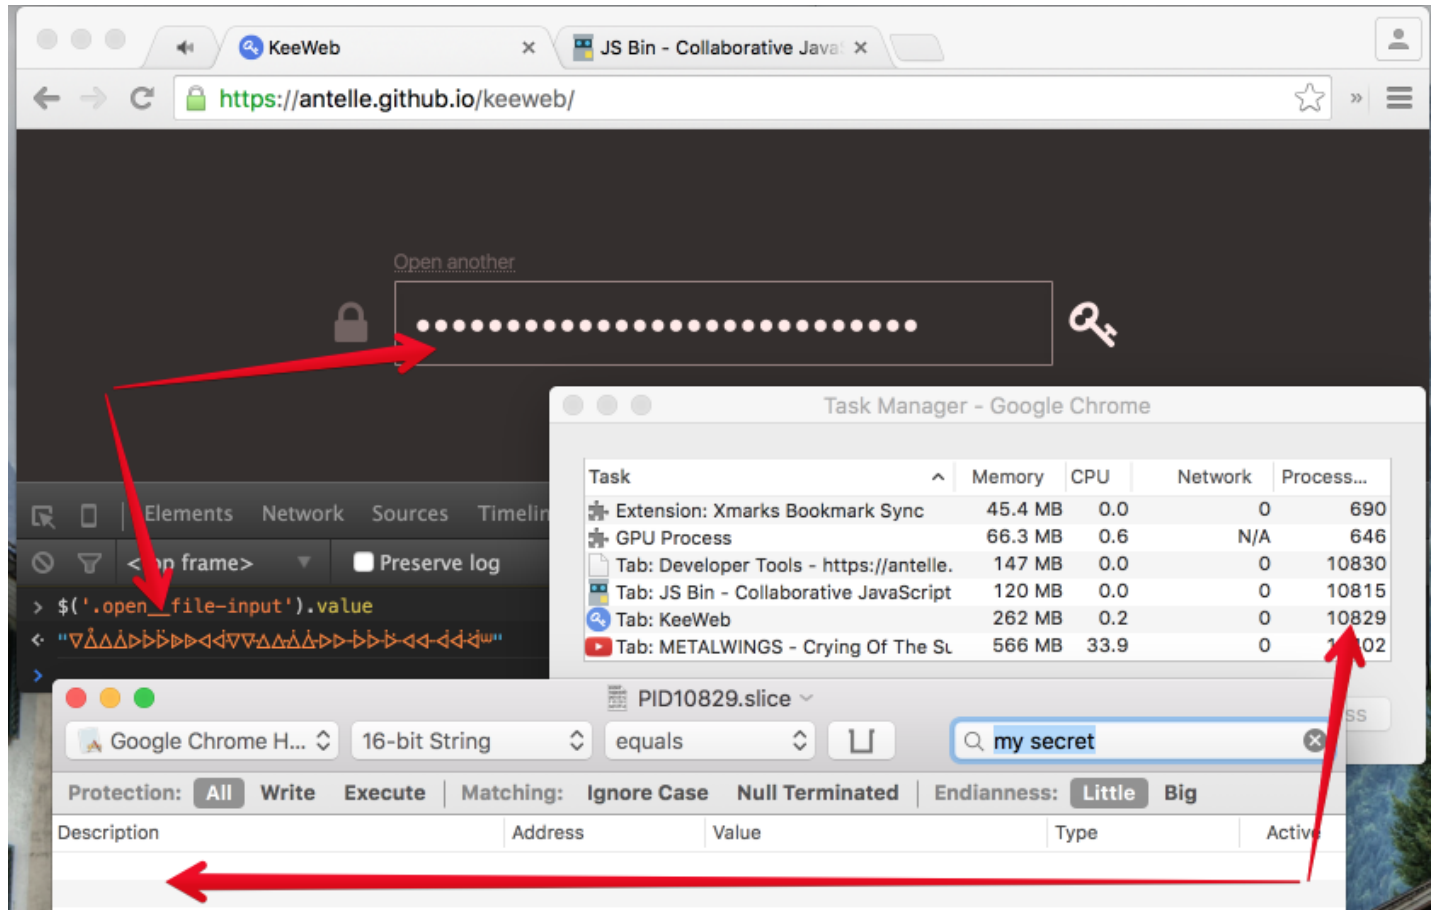 KeeWeb
JS Bin - Collaborative Java
https://antelle.github.io/keeweb/
Open another
Task Manager - Google Chrome
Task Memory CPU Network Process...
Extension: Xmarks Bookmark Sync 45.4 MB 0.0 0 690
GPU Process 66.3 MB 0.6 N/A 646
Tab: Developer Tools - https://antelle. 147 MB 0.0 0 10830
Tab: JS Bin - Collaborative JavaScript 120 MB 0.0 0 10815
Tab: KeeWeb 262 MB 0.2 0 10829
Tab: METALWINGS - Crying Of The Su 566 MB 33.9 0
Elements Network Sources Timelin
frame> Preserve log
> $('.open__file-input').value
PID10829.slice
Google Chrome H... 16-bit String equals my secret
Protection: All Write Execute Matching: Ignore Case Null Terminated Endianness: Little Big
Description Address Value Type Active